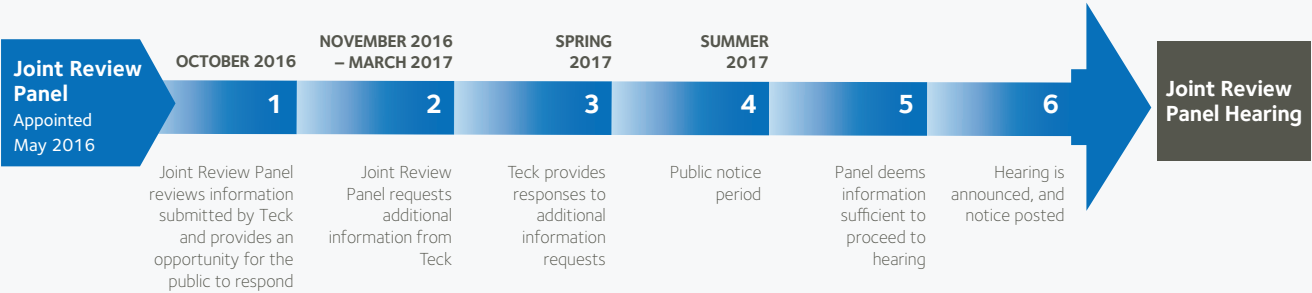 Joint Review
Panel
Appointed
May 2016
OCTOBER 2016
1
Joint Review Panel
reviews information
submitted by Teck
and provides an
opportunity for the
public to respond
NOVEMBER 2016
– MARCH 2017
2
Joint Review
Panel requests
additional
information from
Teck
SPRING
2017
3
Teck provides
responses to
additional
information
requests
SUMMER
2017
4
Public notice
period
5
Panel deems
information
sufficient to
proceed to
hearing
6
Hearing is
announced, and
notice posted
Joint Review
Panel Hearing